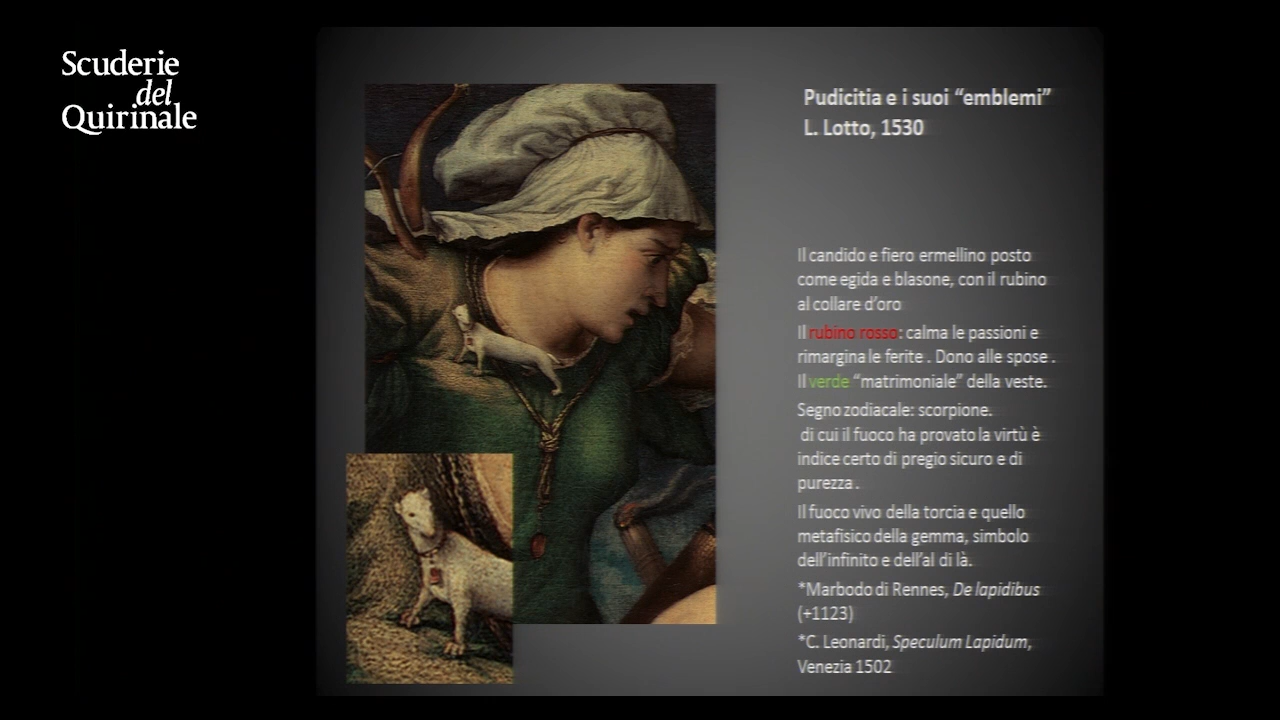 Scuderie
del
Quirinale
Pudicitia e i suoi “emblemi”
L. Lotto, 1530
Il candido e fiero ermellino posto
come egida e blasone, con il rubino
al collare d’oro
Il rubino rosso: calma le passioni e
rimargina le ferite . Dono alle spose .
Il verde “matrimoniale” della veste.
Segno zodiacale: scorpione.
di cui il fuoco ha provato la virtù è
indice certo di pregio sicuro e di
purezza .
Il fuoco vivo della torcia e quello
metafisico della gemma, simbolo
dell’infinito e dell’al di là.
*Marbodo di Rennes, De lapidibus
(+1123)
*C. Leonardi, Speculum Lapidum,
Venezia 1502